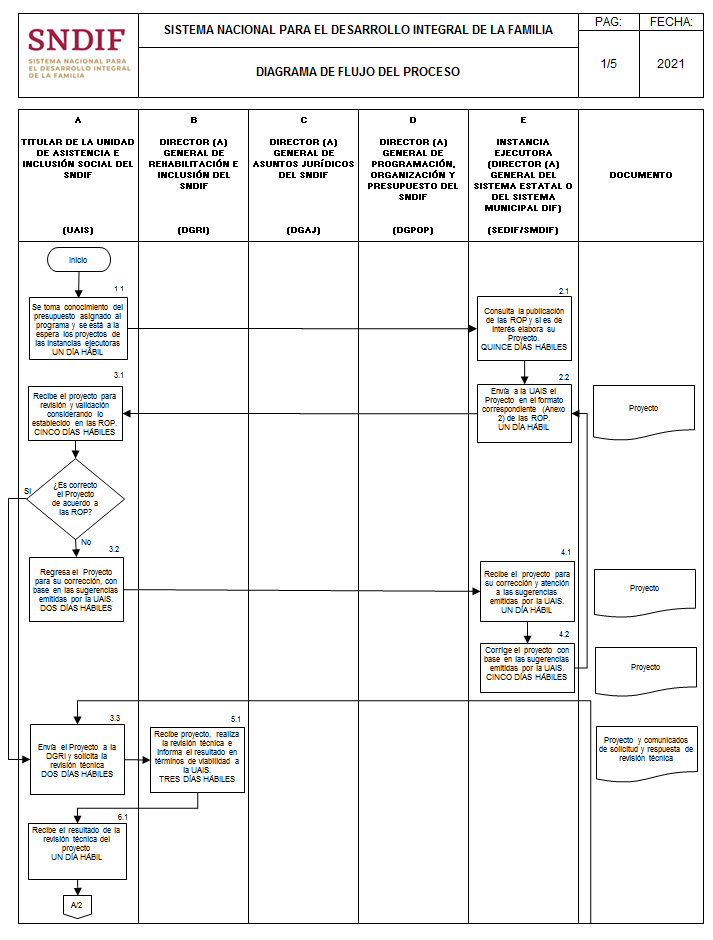 SNDIF
SISTEMA NACIONAL PARA
EL DESARROLLO INTEGRAL
DE LA FAMILIA
SISTEMA NACIONAL PARA EL DESARROLLO INTEGRAL DE LA FAMILIA
DIAGRAMA DE FLUJO DEL PROCESO
PAG:
FECHA:
1/5
2021
A
TITULAR DE LA UNIDAD
DE ASISTENCIA E
INCLUSIÓN SOCIAL DEL
SNDIF
(UAIS)
B
DIRECTOR (A)
GENERAL DE
REHABILITACIÓN E
INCLUSIÓN DEL
SNDIF
(DGRI)
C
DIRECTOR (A)
GENERAL DE
ASUNTOS JURÍDICOS
DEL SNDIF
(DGAJ)
D
DIRECTOR (A)
GENERAL DE
PROGRAMACIÓN,
ORGANIZACIÓN Y
PRESUPUESTO DEL
SNDIF
(DGPOP)
E
INSTANCIA
EJECUTORA
(DIRECTOR (A)
GENERAL DEL
SISTEMA ESTATAL O
DEL SISTEMA
MUNICIPAL DIF)
(SEDIF/SMDIF)
DOCUMENTO
Inicio
1.1
Se toma conocimiento del
presupuesto asignado al
programa y se está a la
espera los proyectos de
las instancias ejecutoras
UN DÍA HÁBIL
2.1
Consulta la publicación
de las ROP y si es de
interés elabora su
Proyecto.
QUINCE DÍAS HÁBILES
3.1
Recibe el proyecto para
revisión y validación
considerando lo
establecido en las ROP.
CINCO DÍAS HÁBILES
2.2
Envía a la UAIS el
Proyecto en el formato
correspondiente (Anexo
2) de las ROP.
UN DÍA HÁBIL
Proyecto
¿Es correcto
el Proyecto
de acuerdo a
las ROP?
SI
No
3.2
Regresa el Proyecto
para su corrección, con
base en las sugerencias
emitidas por la UAIS.
DOS DÍAS HÁBILES
4.1
Recibe el proyecto para
su corrección y atención
a las sugerencias
emitidas por la UAIS.
UN DÍA HÁBIL
Proyecto
4.2
Corrige el proyecto con
base en las sugerencias
emitidas por la UAIS.
CINCO DÍAS HÁBILES
Proyecto
3.3
Envía el Proyecto a la
DGRI y solicita la
revisión técnica
DOS DÍAS HÁBILES
5.1
Recibe proyecto, realiza
la revisión técnica e
informa el resultado en
términos de viabilidad a
la UAIS.
TRES DÍAS HÁBILES
Proyecto y comunicados
de solicitud y respuesta de
revisión técnica
6.1
Recibe el resultado de la
revisión técnica del
proyecto
UN DÍA HÁBIL
A/2